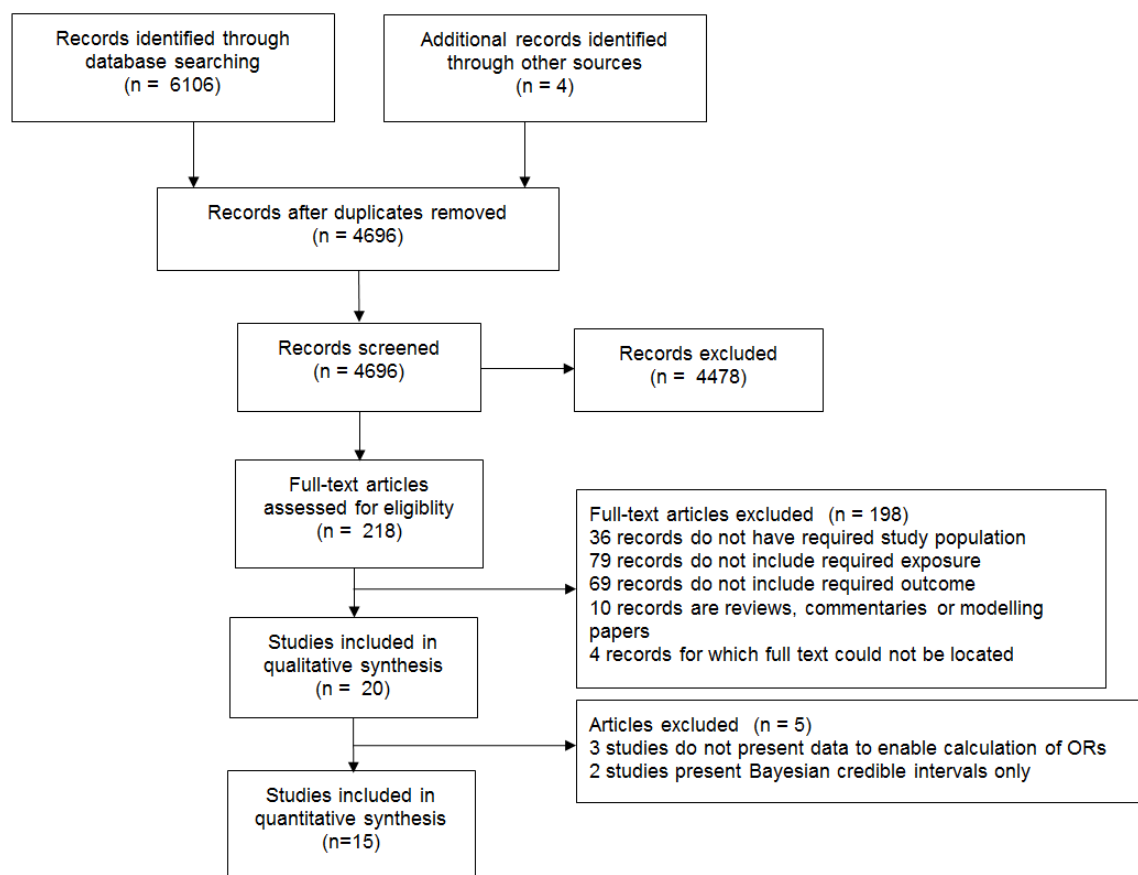 Records identified through
database searching
(n = 6106)
Additional records identified
through other sources
(n = 4)
Records after duplicates removed
(n = 4696)
Records screened
(n = 4696)
Records excluded
(n = 4478)
Full-text articles
assessed for eligiblity
(n = 218)
Full-text articles excluded (n = 198)
36 records do not have required study population
79 records do not include required exposure
69 records do not include required outcome
10 records are reviews, commentaries or modelling
papers
4 records for which full text could not be located
Studies included in
qualitative synthesis
(n = 20)
Articles excluded (n = 5)
3 studies do not present data to enable calculation of ORs
2 studies present Bayesian credible intervals only
Studies included in
quantitative synthesis
(n=15)